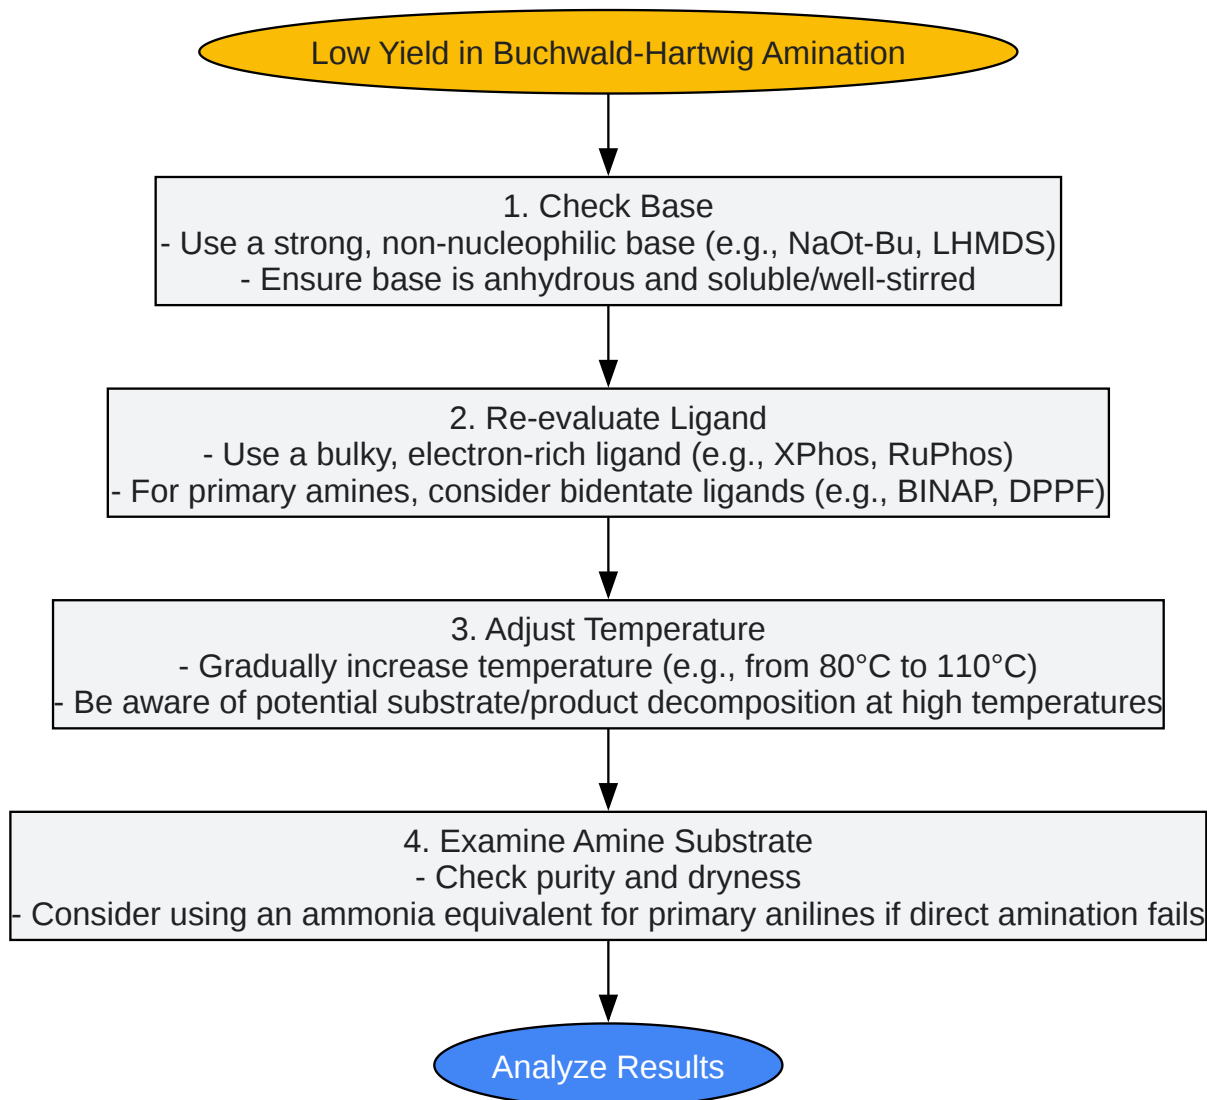 Low Yield in Buchwald-Hartwig Amination
1. Check Base
- Use a strong, non-nucleophilic base (e.g., NaOt-Bu, LHMDS)
- Ensure base is anhydrous and soluble/well-stirred
2. Re-evaluate Ligand
- Use a bulky, electron-rich ligand (e.g., XPhos, RuPhos)
- For primary amines, consider bidentate ligands (e.g., BINAP, DPPF)
3. Adjust Temperature
- Gradually increase temperature (e.g., from 80°C to 110°C)
- Be aware of potential substrate/product decomposition at high temperatures
4. Examine Amine Substrate
- Check purity and dryness
- Consider using an ammonia equivalent for primary anilines if direct amination fails
Analyze Results